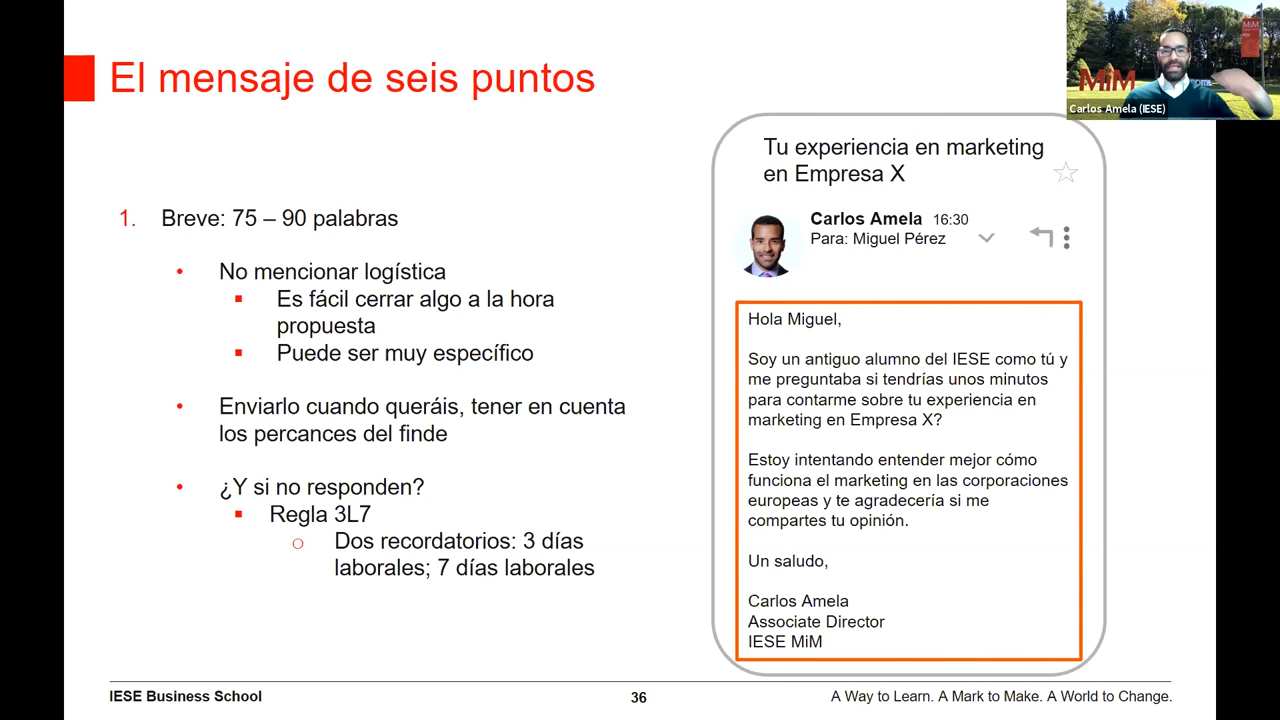 El mensaje de seis puntos
1. Breve: 75 – 90 palabras
• No mencionar logística
▪ Es fácil cerrar algo a la hora
propuesta
▪ Puede ser muy específico
• Enviarlo cuando queráis, tener en cuenta
los percances del finde
• ¿Y si no responden?
▪ Regla 3L7
○ Dos recordatorios: 3 días
laborales; 7 días laborales
Tu experiencia en marketing
en Empresa X
Carlos Amela 16:30
Para: Miguel Pérez
Hola Miguel,
Soy un antiguo alumno del IESE como tú y
me preguntaba si tendrías unos minutos
para contarme sobre tu experiencia en
marketing en Empresa X?
Estoy intentando entender mejor cómo
funciona el marketing en las corporaciones
europeas y te agradecería si me
compartes tu opinión.
Un saludo,
Carlos Amela
Associate Director
IESE MiM
MiM
Carlos Amela (IESE)
IESE Business School
36
A Way to Learn. A Mark to Make. A World to Change.